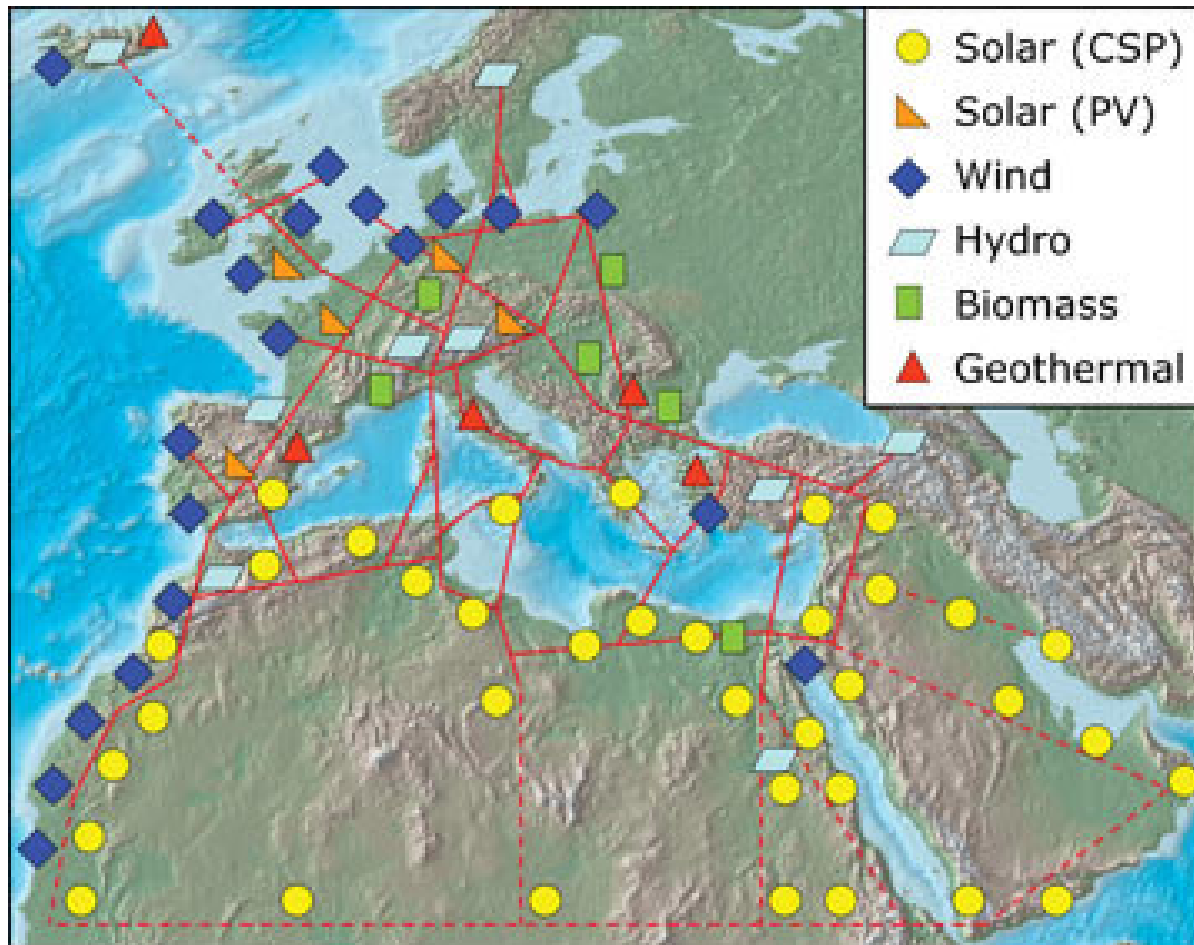 Solar (CSP)
Solar (PV)
Wind
Hydro
Biomass
Geothermal